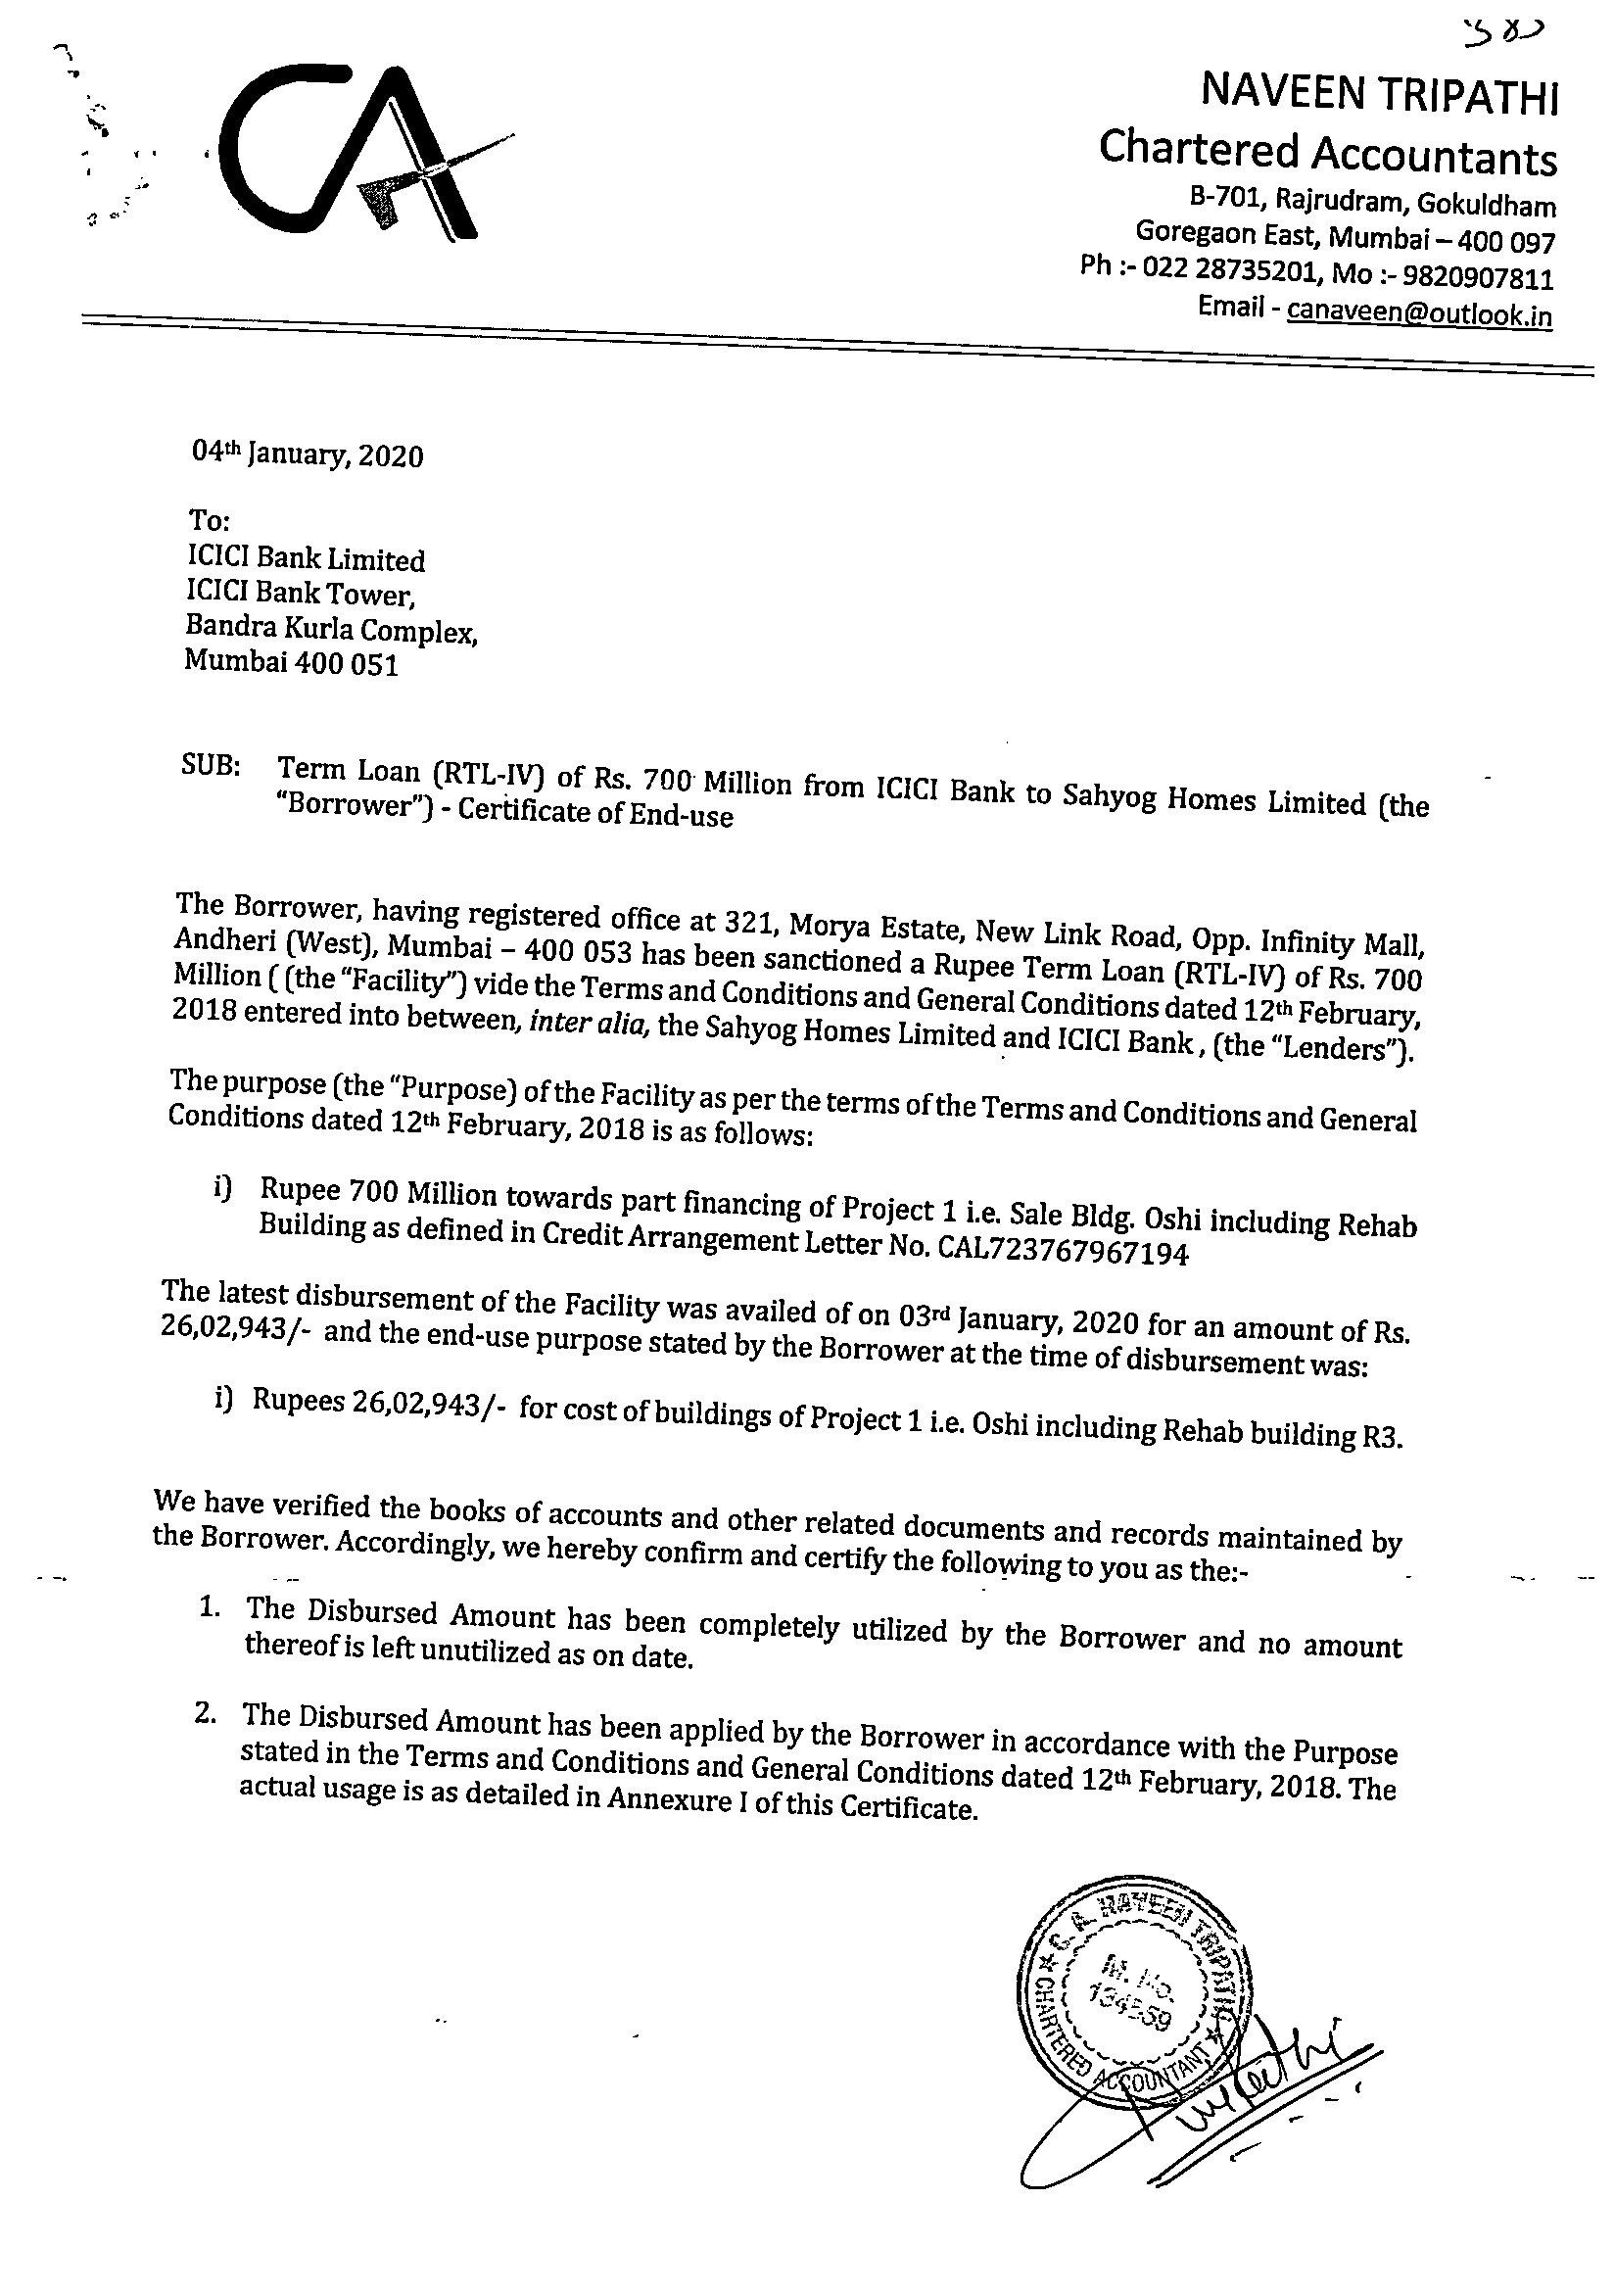 CA
NAVEEN TRIPATHI
Chartered Accountants
B-701, Rajrudram, Gokuldham
Goregaon East, Mumbai – 400 097
Ph :- 022 28735201, Mo :- 9820907811
Email - canaveen@outlook.in
04th January, 2020
To:
ICICI Bank Limited
ICICI Bank Tower,
Bandra Kurla Complex,
Mumbai 400 051
SUB: Term Loan (RTL-IV) of Rs. 700 Million from ICICI Bank to Sahyog Homes Limited (the
"Borrower") - Certificate of End-use
The Borrower, having registered office at 321, Morya Estate, New Link Road, Opp. Infinity Mall,
Andheri (West), Mumbai – 400 053 has been sanctioned a Rupee Term Loan (RTL-IV) of Rs. 700
Million ( (the "Facility") vide the Terms and Conditions and General Conditions dated 12th February,
2018 entered into between, inter alia, the Sahyog Homes Limited and ICICI Bank , (the "Lenders").
The purpose (the "Purpose) of the Facility as per the terms of the Terms and Conditions and General
Conditions dated 12th February, 2018 is as follows:
i) Rupee 700 Million towards part financing of Project 1 i.e. Sale Bldg. Oshi including Rehab
Building as defined in Credit Arrangement Letter No. CAL723767967194
The latest disbursement of the Facility was availed of on 03rd January, 2020 for an amount of Rs.
26,02,943/- and the end-use purpose stated by the Borrower at the time of disbursement was:
i) Rupees 26,02,943/- for cost of buildings of Project 1 i.e. Oshi including Rehab building R3.
We have verified the books of accounts and other related documents and records maintained by
the Borrower. Accordingly, we hereby confirm and certify the following to you as the:-
1. The Disbursed Amount has been completely utilized by the Borrower and no amount
thereof is left unutilized as on date.
2. The Disbursed Amount has been applied by the Borrower in accordance with the Purpose
stated in the Terms and Conditions and General Conditions dated 12th February, 2018. The
actual usage is as detailed in Annexure I of this Certificate.
C. A. NAVEEN TRIPATHI
M. No.
CHARTERED ACCOUNTANT